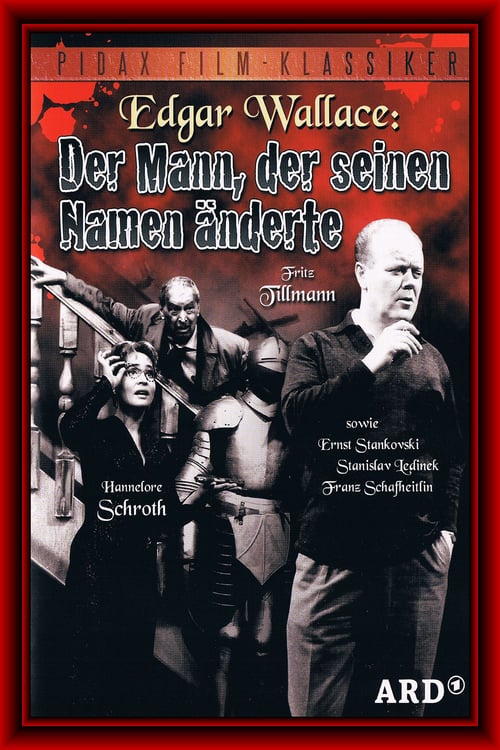 PIDAX FILM-KLASSIKER
Edgar Wallace:
Der Mann, der seinen
Namen änderte
Fritz
Tillmann
sowie
Ernst Stankovski
Stanislav Ledinek
Franz Schafheitlin
Hannelore
Schroth
ARD 1